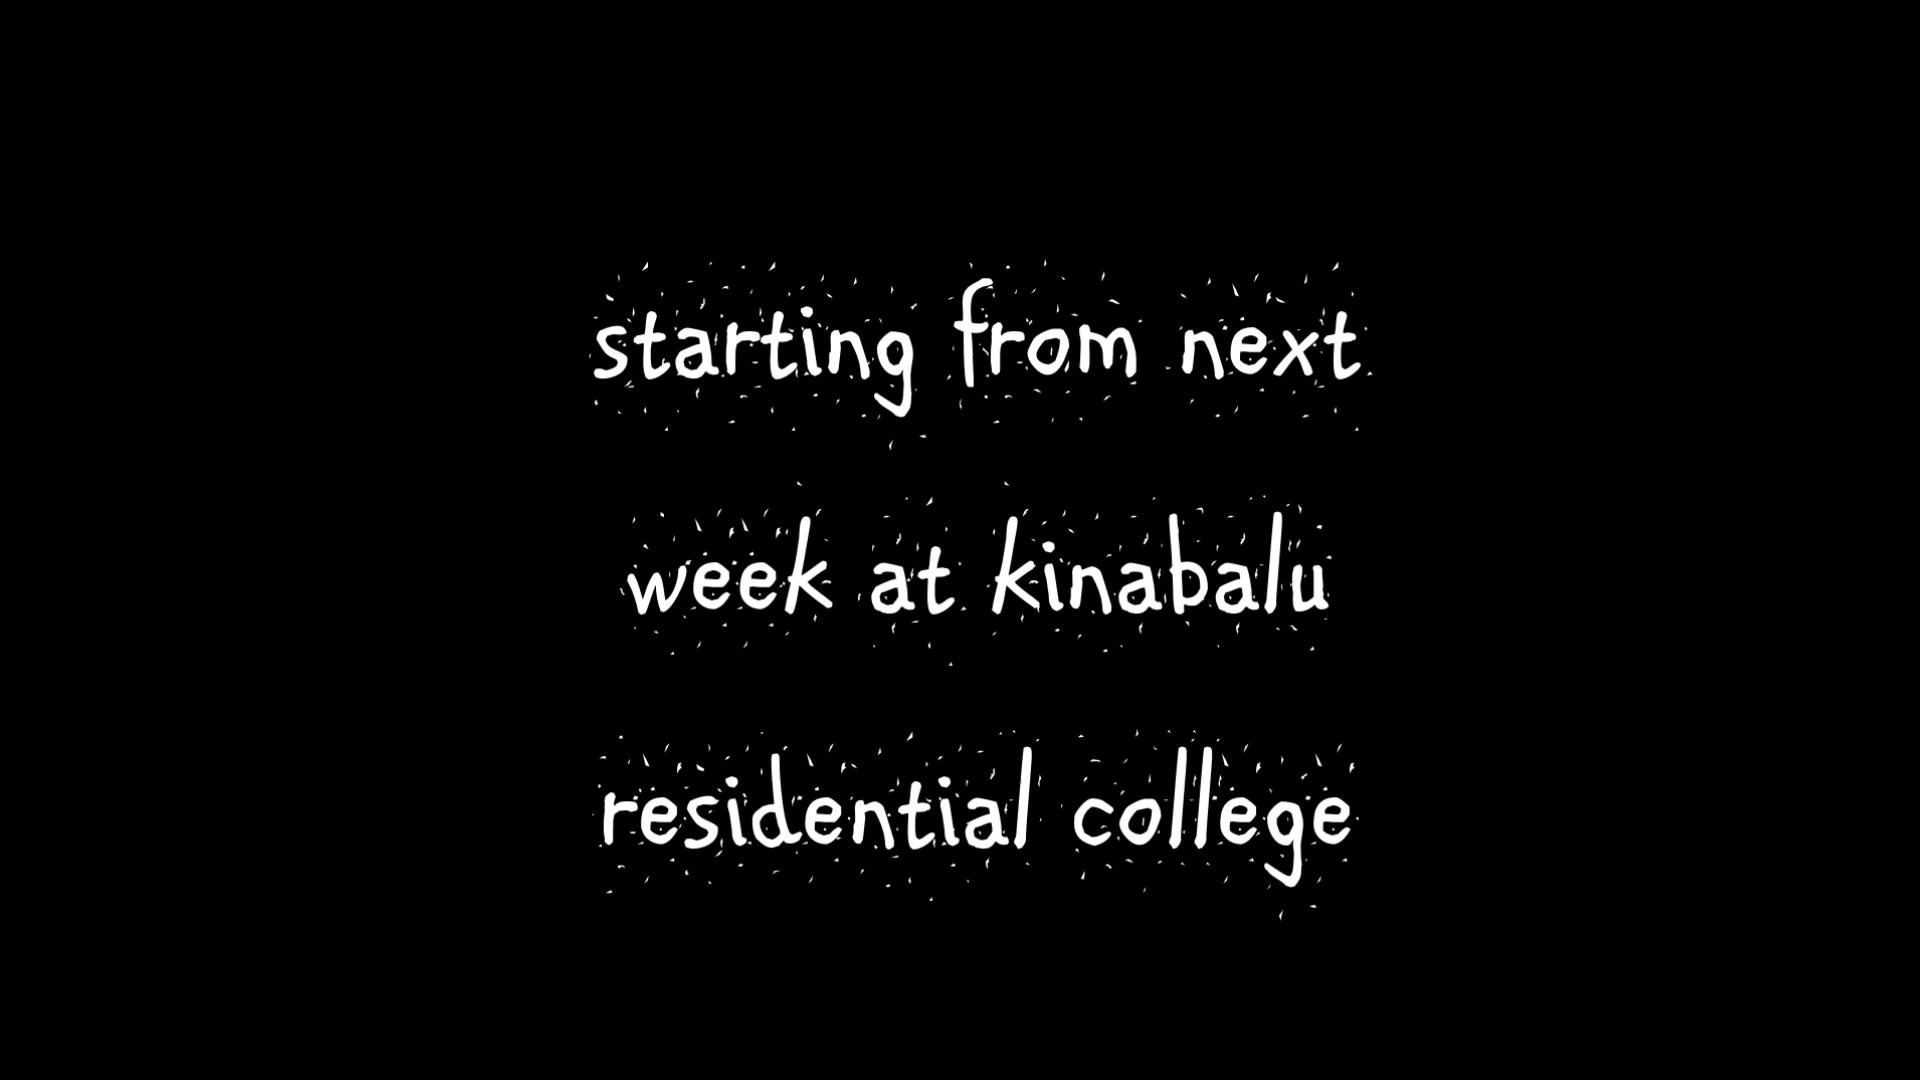 starting from next
week at kinabalu
residential college